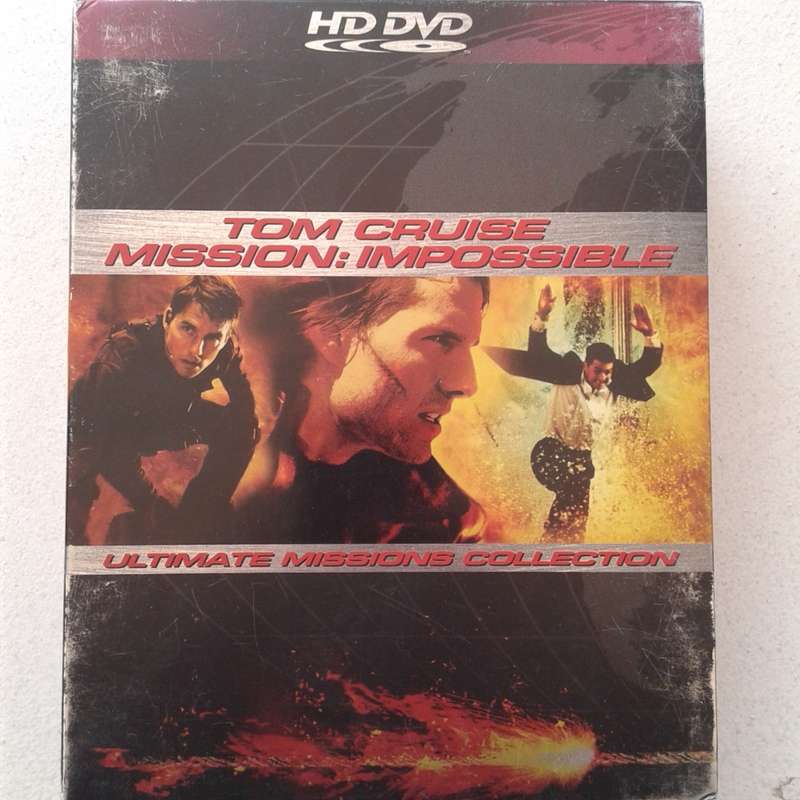 HD DVD
TOM CRUISE
MISSION: IMPOSSIBLE
ULTIMATE MISSIONS COLLECTION